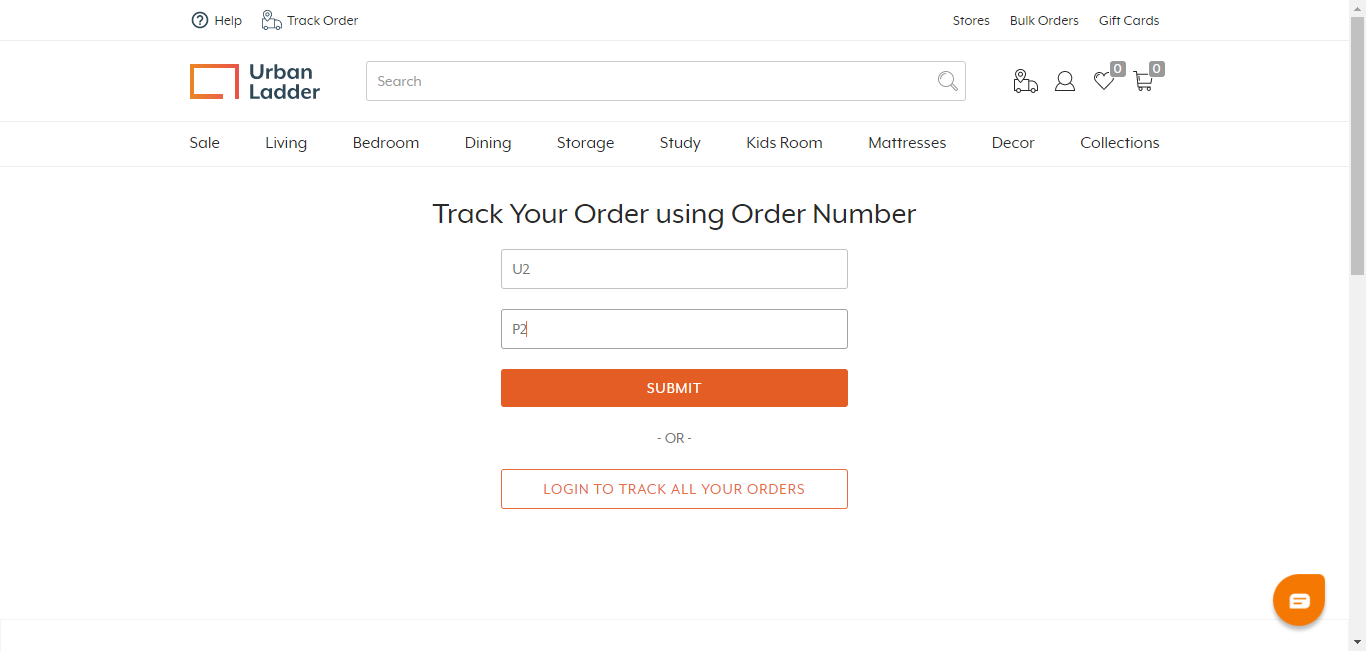 Help Track Order Stores Bulk Orders Gift Cards
Urban
Ladder
Search 0 0
Sale Living Bedroom Dining Storage Study Kids Room Mattresses Decor Collections
Track Your Order using Order Number
U2
P2
SUBMIT
- OR -
LOGIN TO TRACK ALL YOUR ORDERS